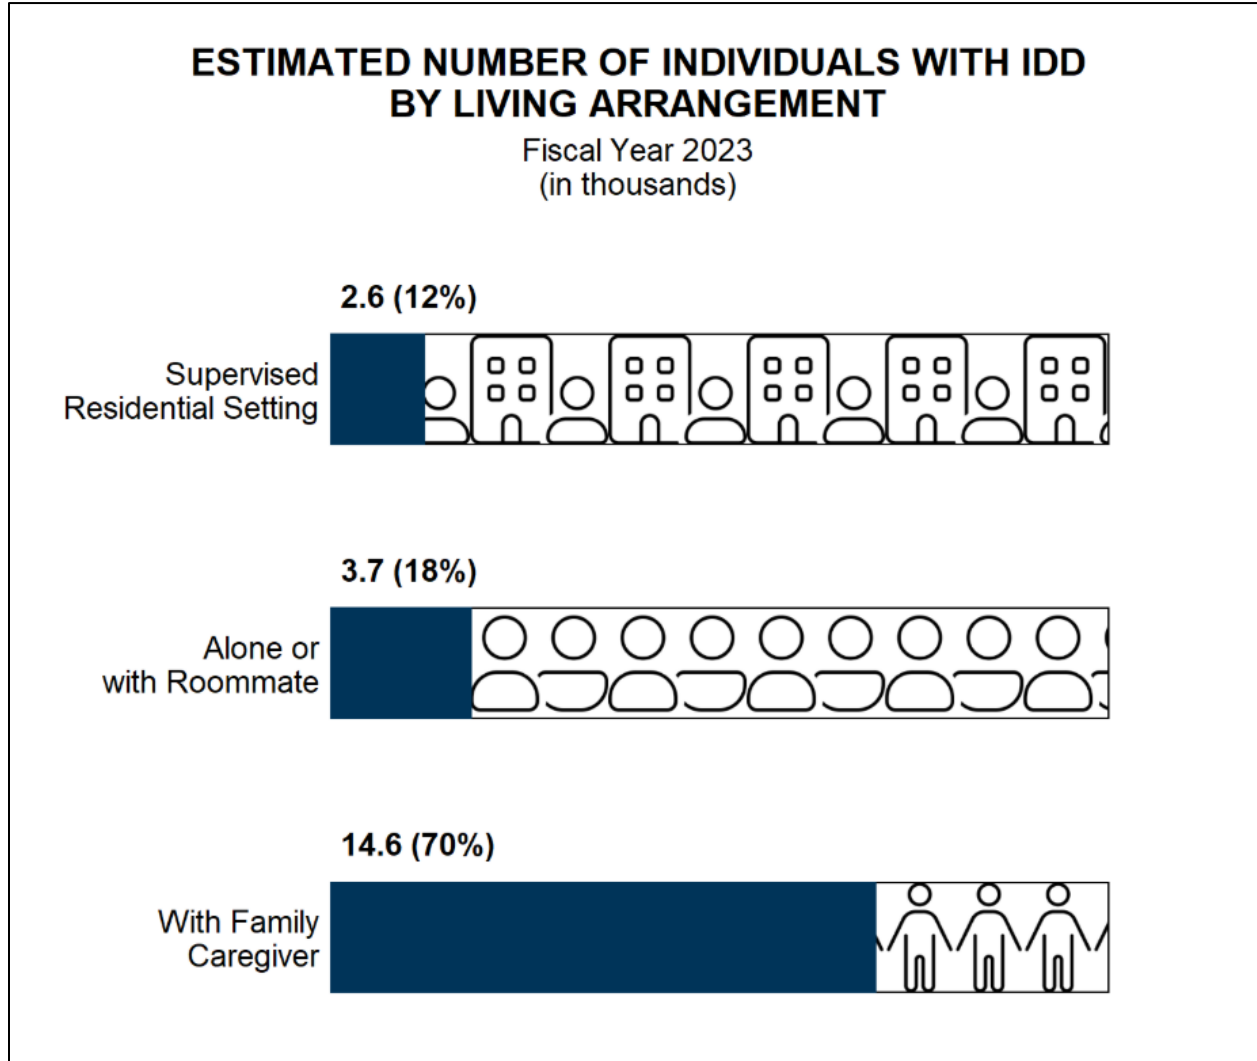 ESTIMATED NUMBER OF INDIVIDUALS WITH IDD
BY LIVING ARRANGEMENT
Fiscal Year 2023
(in thousands)
2.6 (12%)
Supervised
Residential Setting
3.7 (18%)
Alone or
with Roommate
14.6 (70%)
With Family
Caregiver